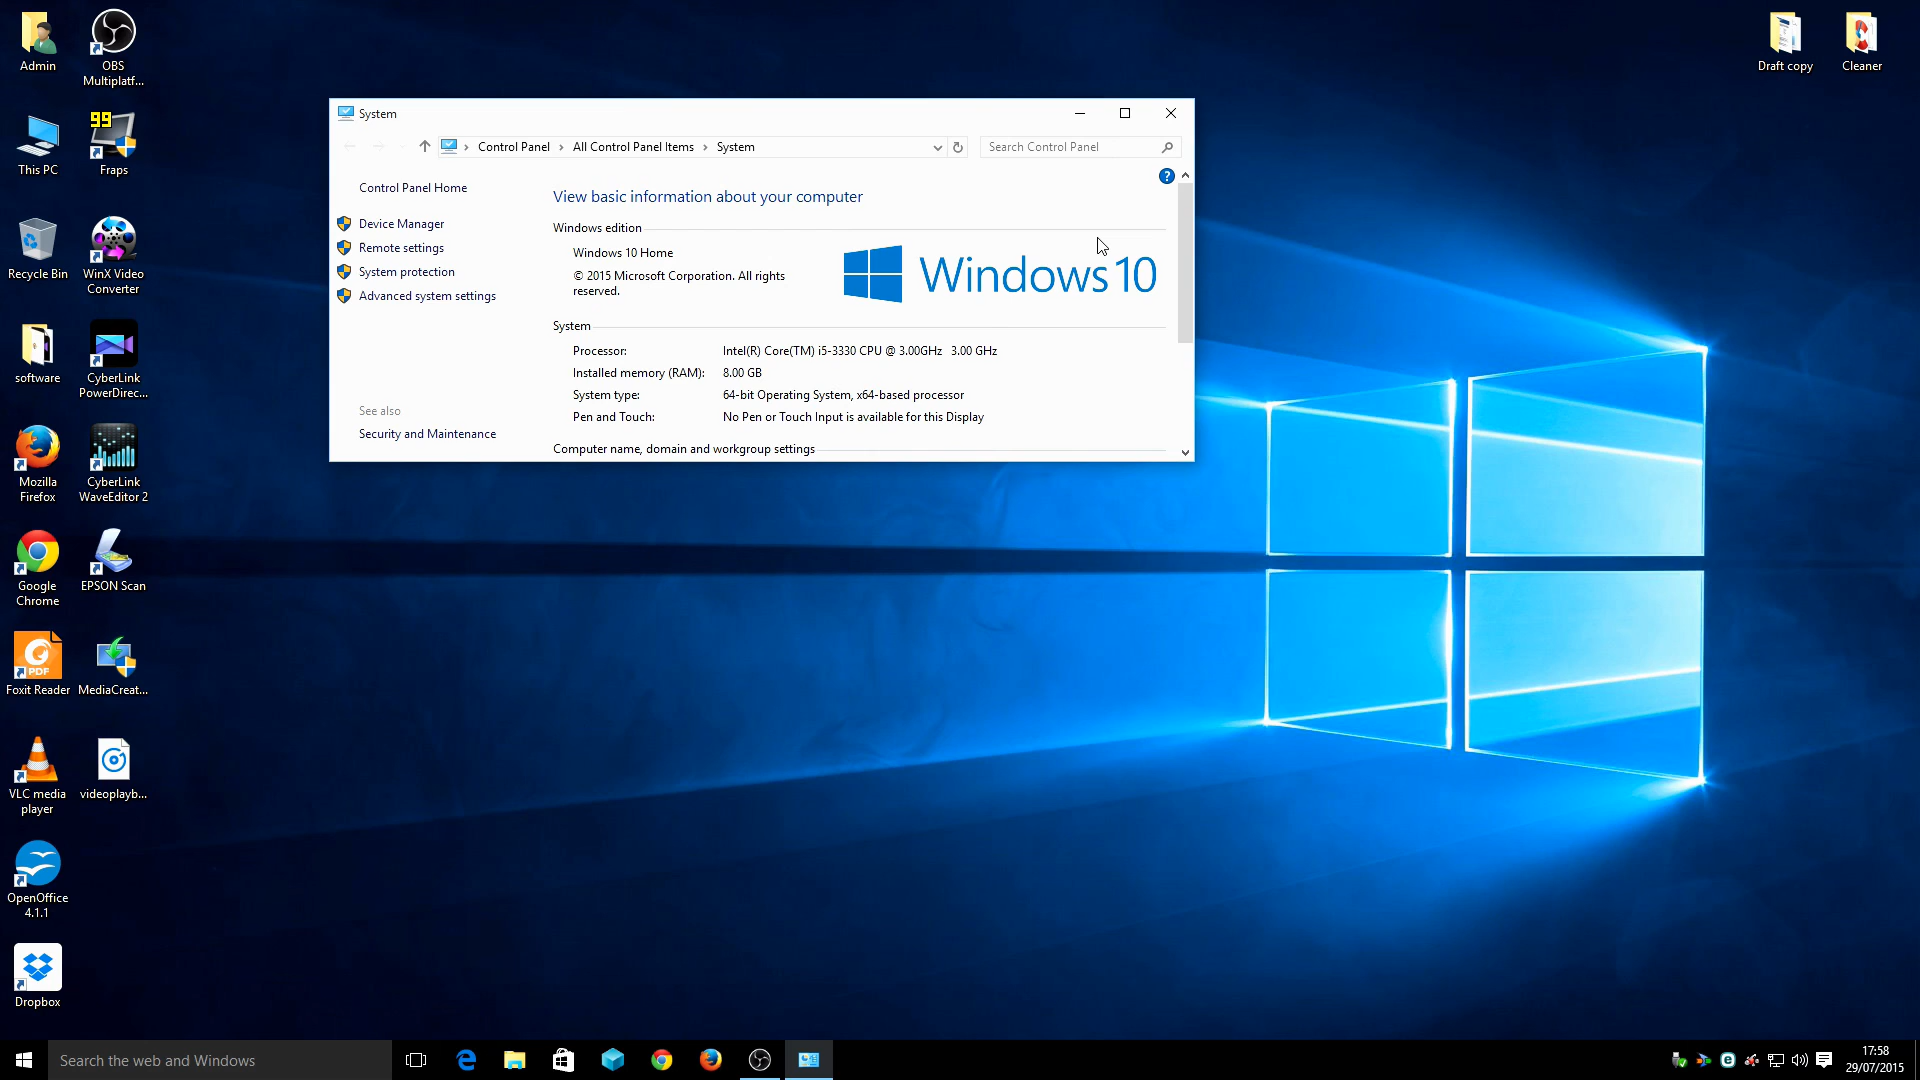 Admin
OBS
Multiplatf...
This PC
99
Fraps
Recycle Bin
WinX Video
Converter
software
CyberLink
PowerDirec...
Mozilla
Firefox
CyberLink
WaveEditor 2
Google
Chrome
EPSON Scan
PDF
Foxit Reader
MediaCreat...
VLC media
player
videoplayb...
OpenOffice
4.1.1
Dropbox
Draft copy
Cleaner
System
Control Panel > All Control Panel Items > System
Search Control Panel
Control Panel Home
Device Manager
Remote settings
System protection
Advanced system settings
See also
Security and Maintenance
?
View basic information about your computer
Windows edition
Windows 10 Home
© 2015 Microsoft Corporation. All rights
reserved.
Windows 10
System
Processor: Intel(R) Core(TM) i5-3330 CPU @ 3.00GHz 3.00 GHz
Installed memory (RAM): 8.00 GB
System type: 64-bit Operating System, x64-based processor
Pen and Touch: No Pen or Touch Input is available for this Display
Computer name, domain and workgroup settings
Search the web and Windows
17:58
29/07/2015